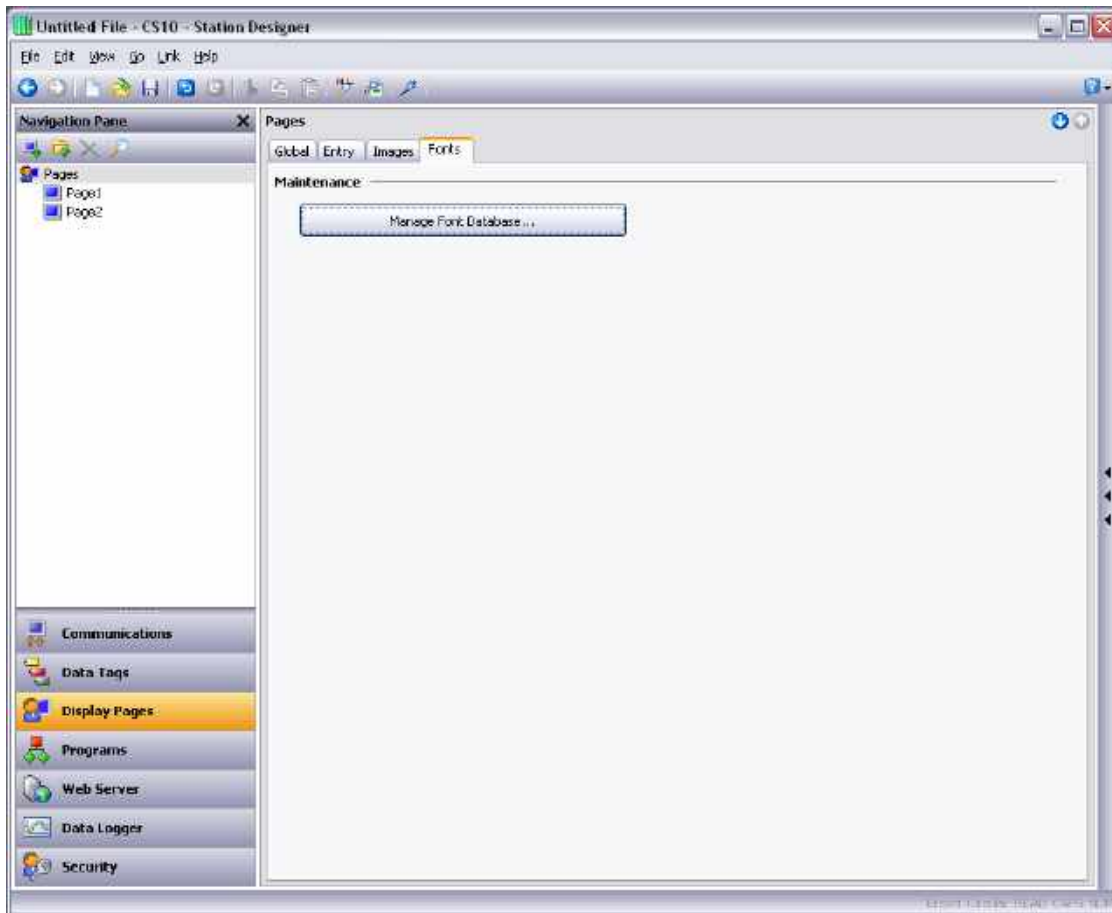 Untitled File - CS10 - Station Designer
File Edit View Go Link Help
Navigation Pane
Pages
Page1
Page2
Communications
Data Tags
Display Pages
Programs
Web Server
Data Logger
Security
Pages
Global Entry Images Fonts
Maintenance
Manage Font Database...